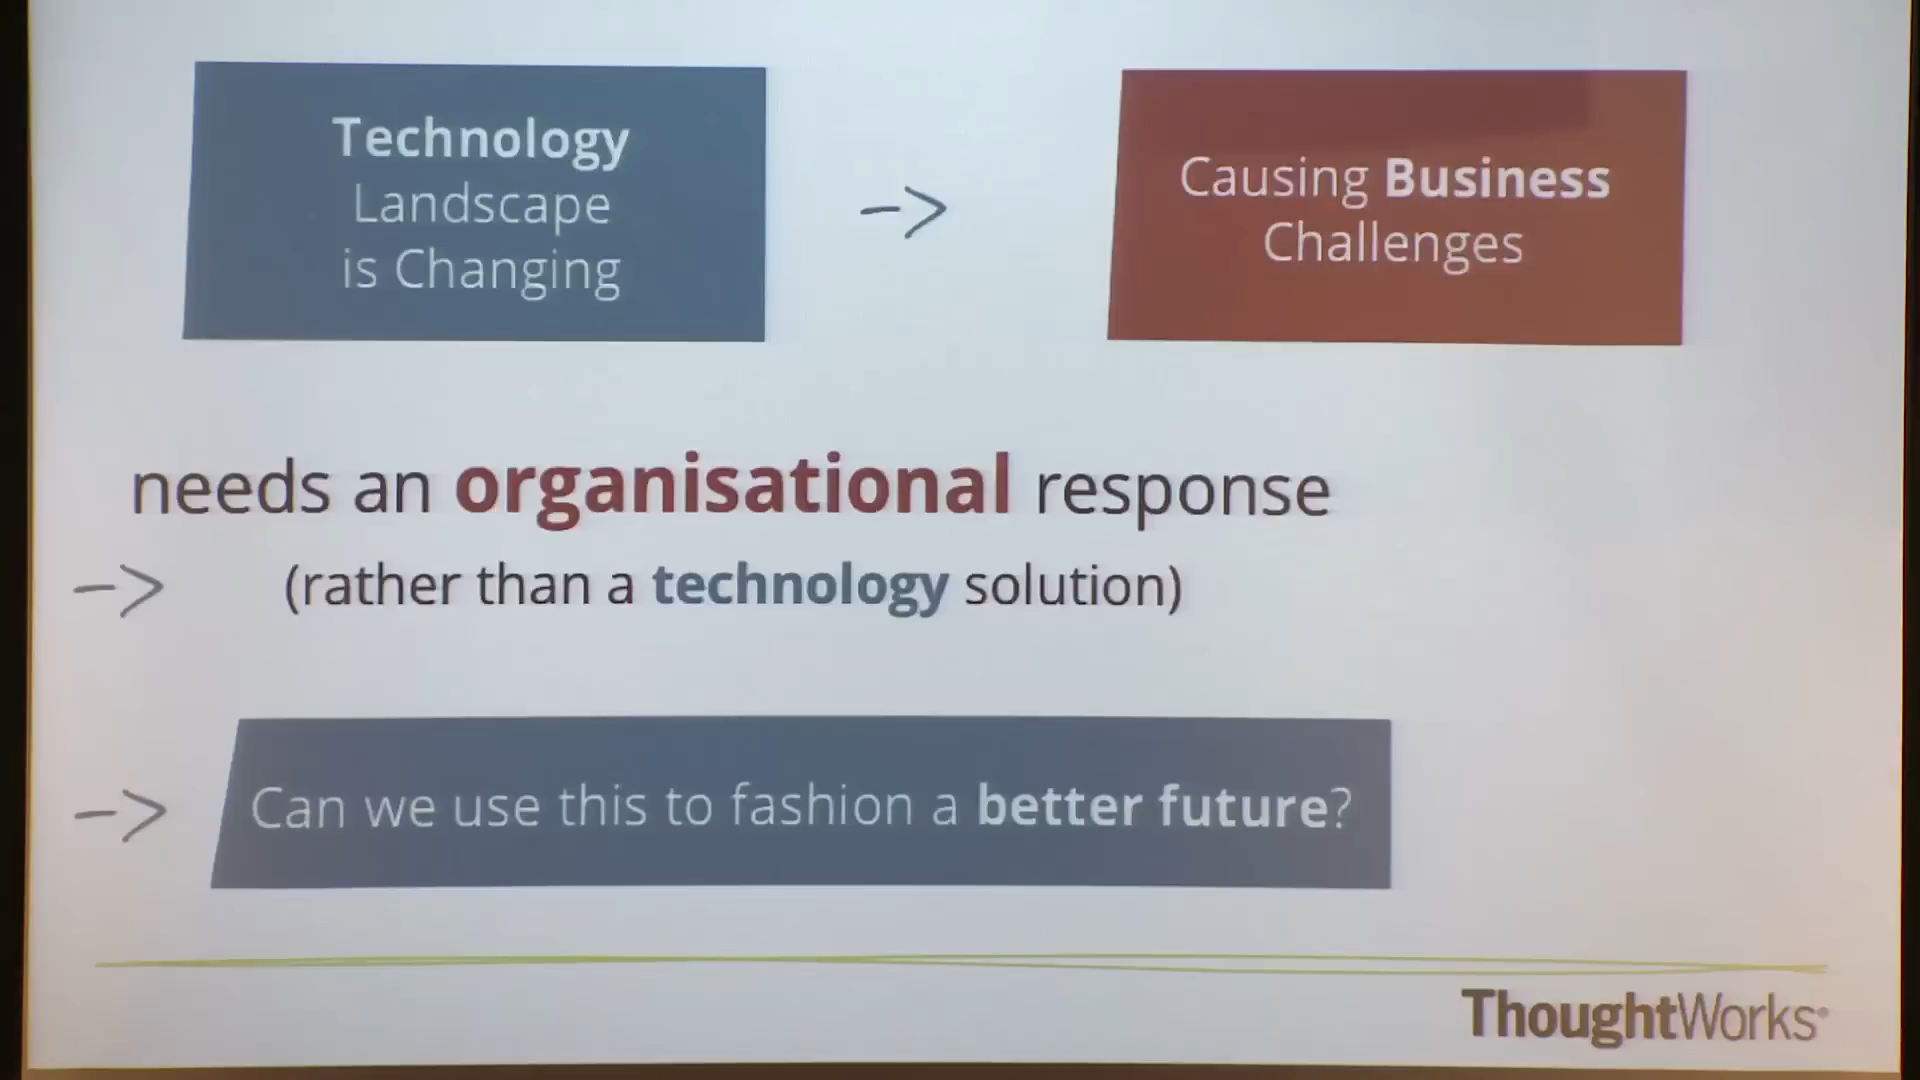 Technology
Landscape
is Changing
->
Causing Business
Challenges
needs an organisational response
-> (rather than a technology solution)
-> Can we use this to fashion a better future?
ThoughtWorks®